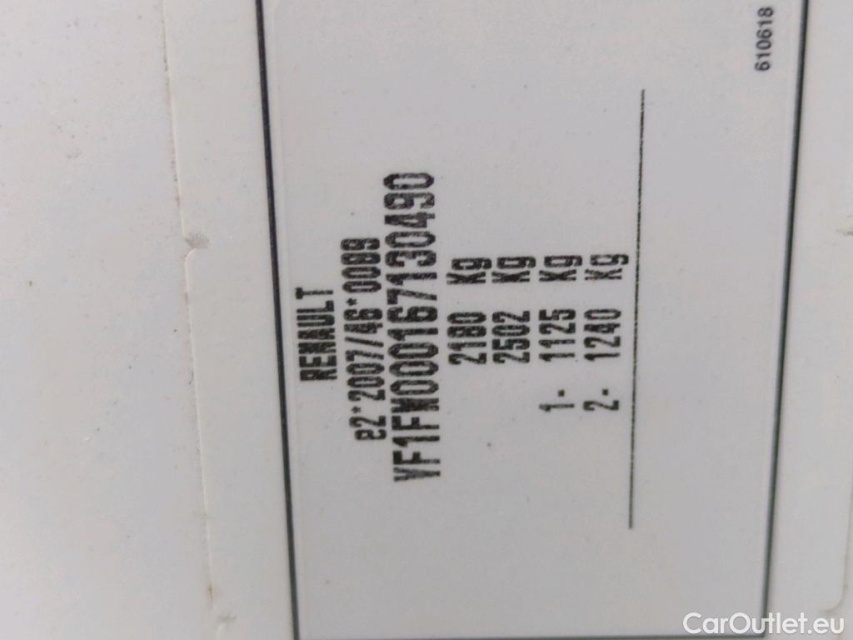 RENAULT
e2*2007/46*0089
VF1FW000167130490
2180 Kg
2502 Kg
1- 1125 Kg
2- 1240 Kg
610618
CarOutlet.eu